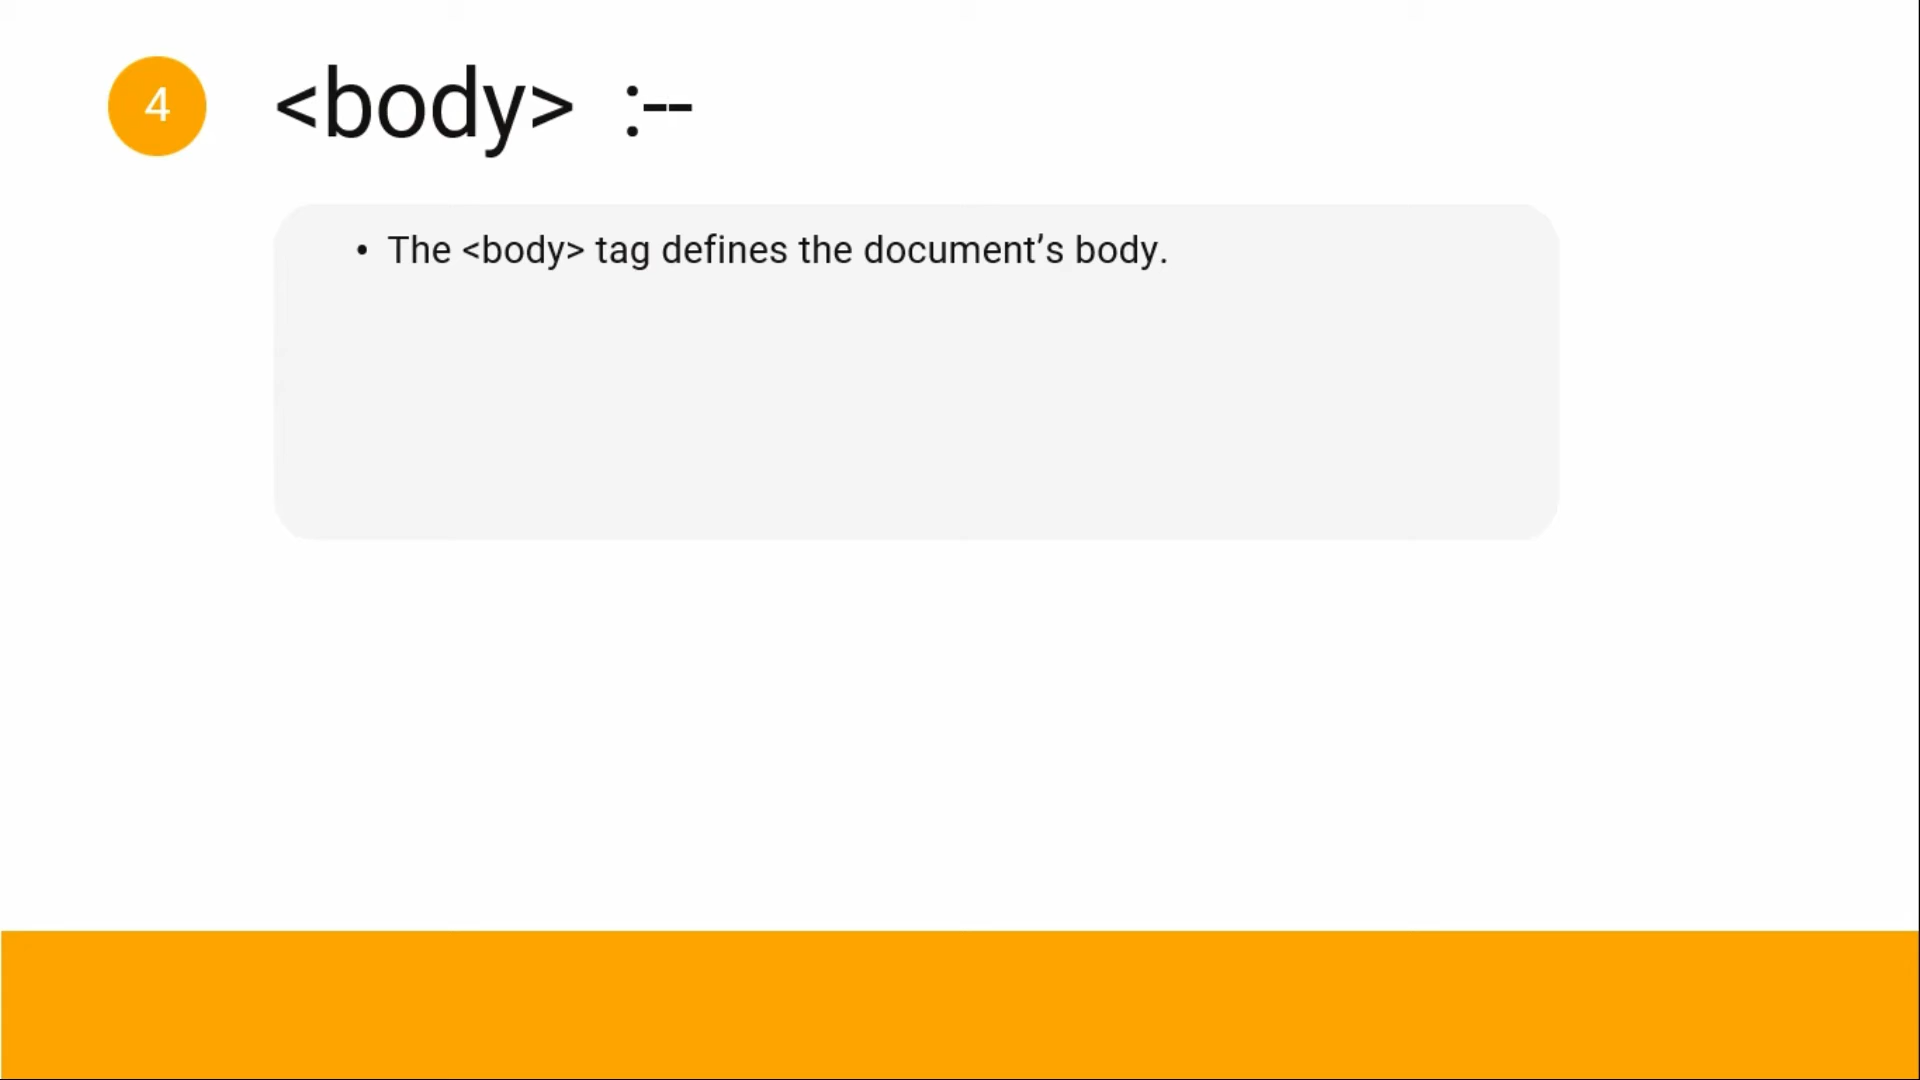 4 <body> :--
• The <body> tag defines the document’s body.